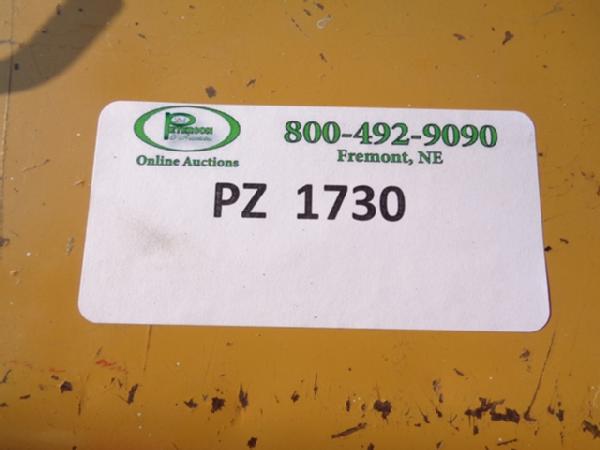 PETERSON
Online Auctions
800-492-9090
Fremont, NE
PZ 1730